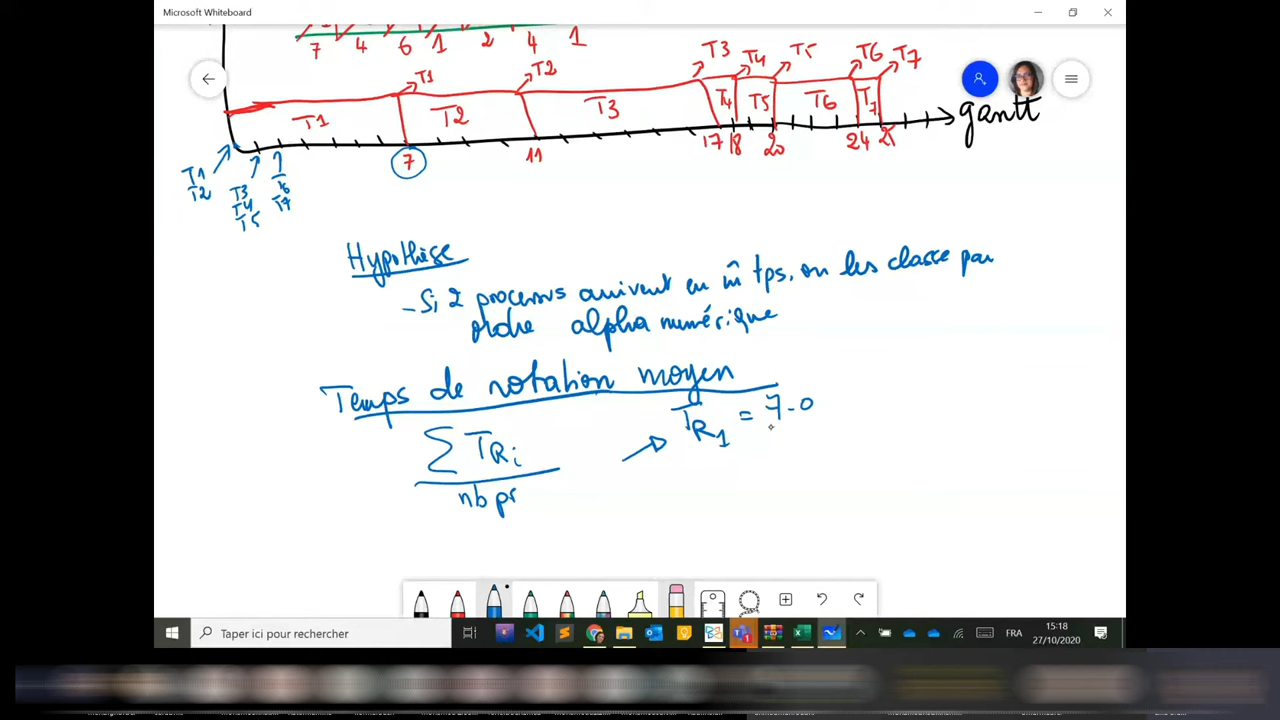 Microsoft Whiteboard
7 4 6 1 2 4 1
T1 T2 T3 T4 T5 T6 T7
T1 T2 T3 T4 T5 T6 T7
gantt
7 11 17 18 20 24 25
T1
T2
T3
T4
T5
T6
T7
Hypothèse
- Si 2 processus arrivent en m̂ tps, on les classe par
ordre alpha numérique
Temps de rotation moyen
∑ TRi
nb pr
→ TR1 = 7-0
Taper ici pour rechercher
FRA
15:18
27/10/2020